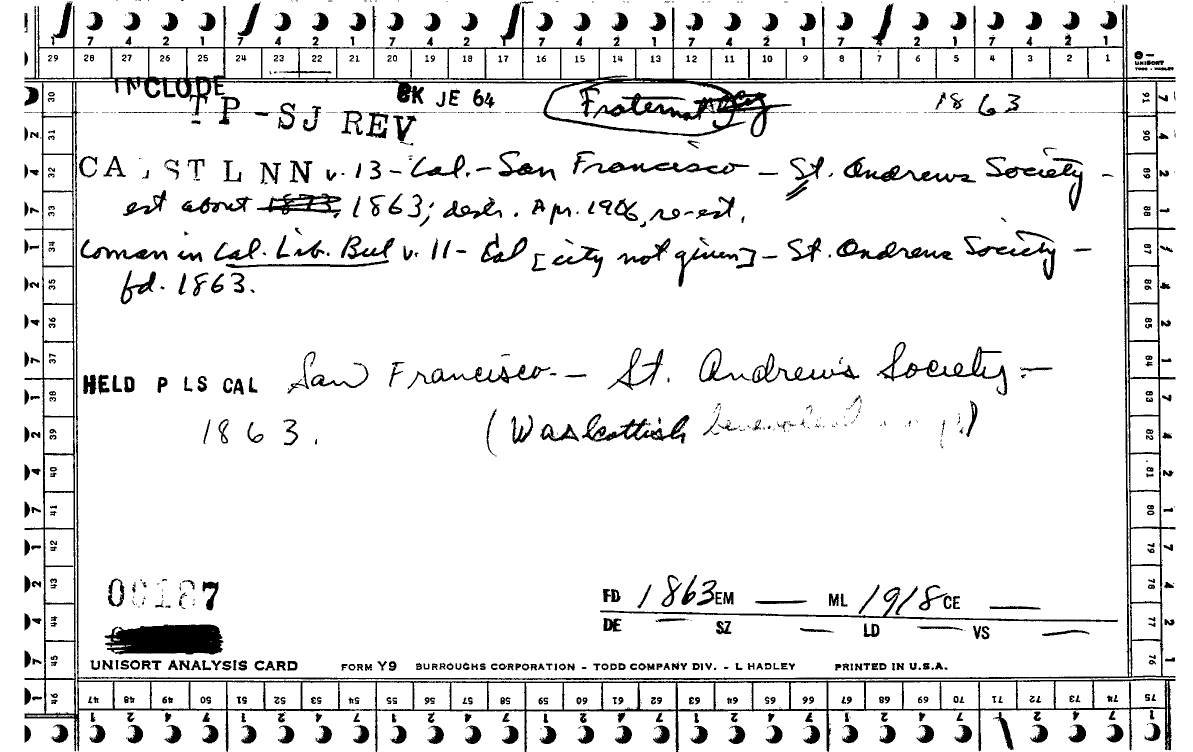 7 4 2 1 7 4 2 1 7 4 2 1 7 4 2 1 7 4 2 1 7 4 2 1 7 4 2 1
29 28 27 26 25 24 23 22 21 20 19 18 17 16 15 14 13 12 11 10 9 8 7 6 5 4 3 2 1
UNISORT
TODD - HADLEY
INCLUDE
TP-SJ REV
CK JE 64
Fraternal
1863
CA, ST L NN v. 13 - Cal. - San Francisco - St. Andrews Society -
est about 1873, 1863; destr. Apr. 1906, re-est.
Coman in Cal. Lib. Bul v. 11 - Cal [city not given] - St. Andrews Society -
fd. 1863.
HELD P LS CAL San Francisco - St. Andrew's Society -
1863. (Was Scottish benevolent
00187
FD 1863 EM — ML 1918 CE —
DE — SZ — LD — VS —
UNISORT ANALYSIS CARD FORM Y9 BURROUGHS CORPORATION - TODD COMPANY DIV. - L HADLEY PRINTED IN U.S.A.
30 31 32 33 34 35 36 37 38 39 40 41 42 43 44 45 46
91 90 89 88 87 86 85 84 83 82 81 80 79 78 77 76
47 48 49 50 51 52 53 54 55 56 57 58 59 60 61 62 63 64 65 66 67 68 69 70 71 72 73 74 75